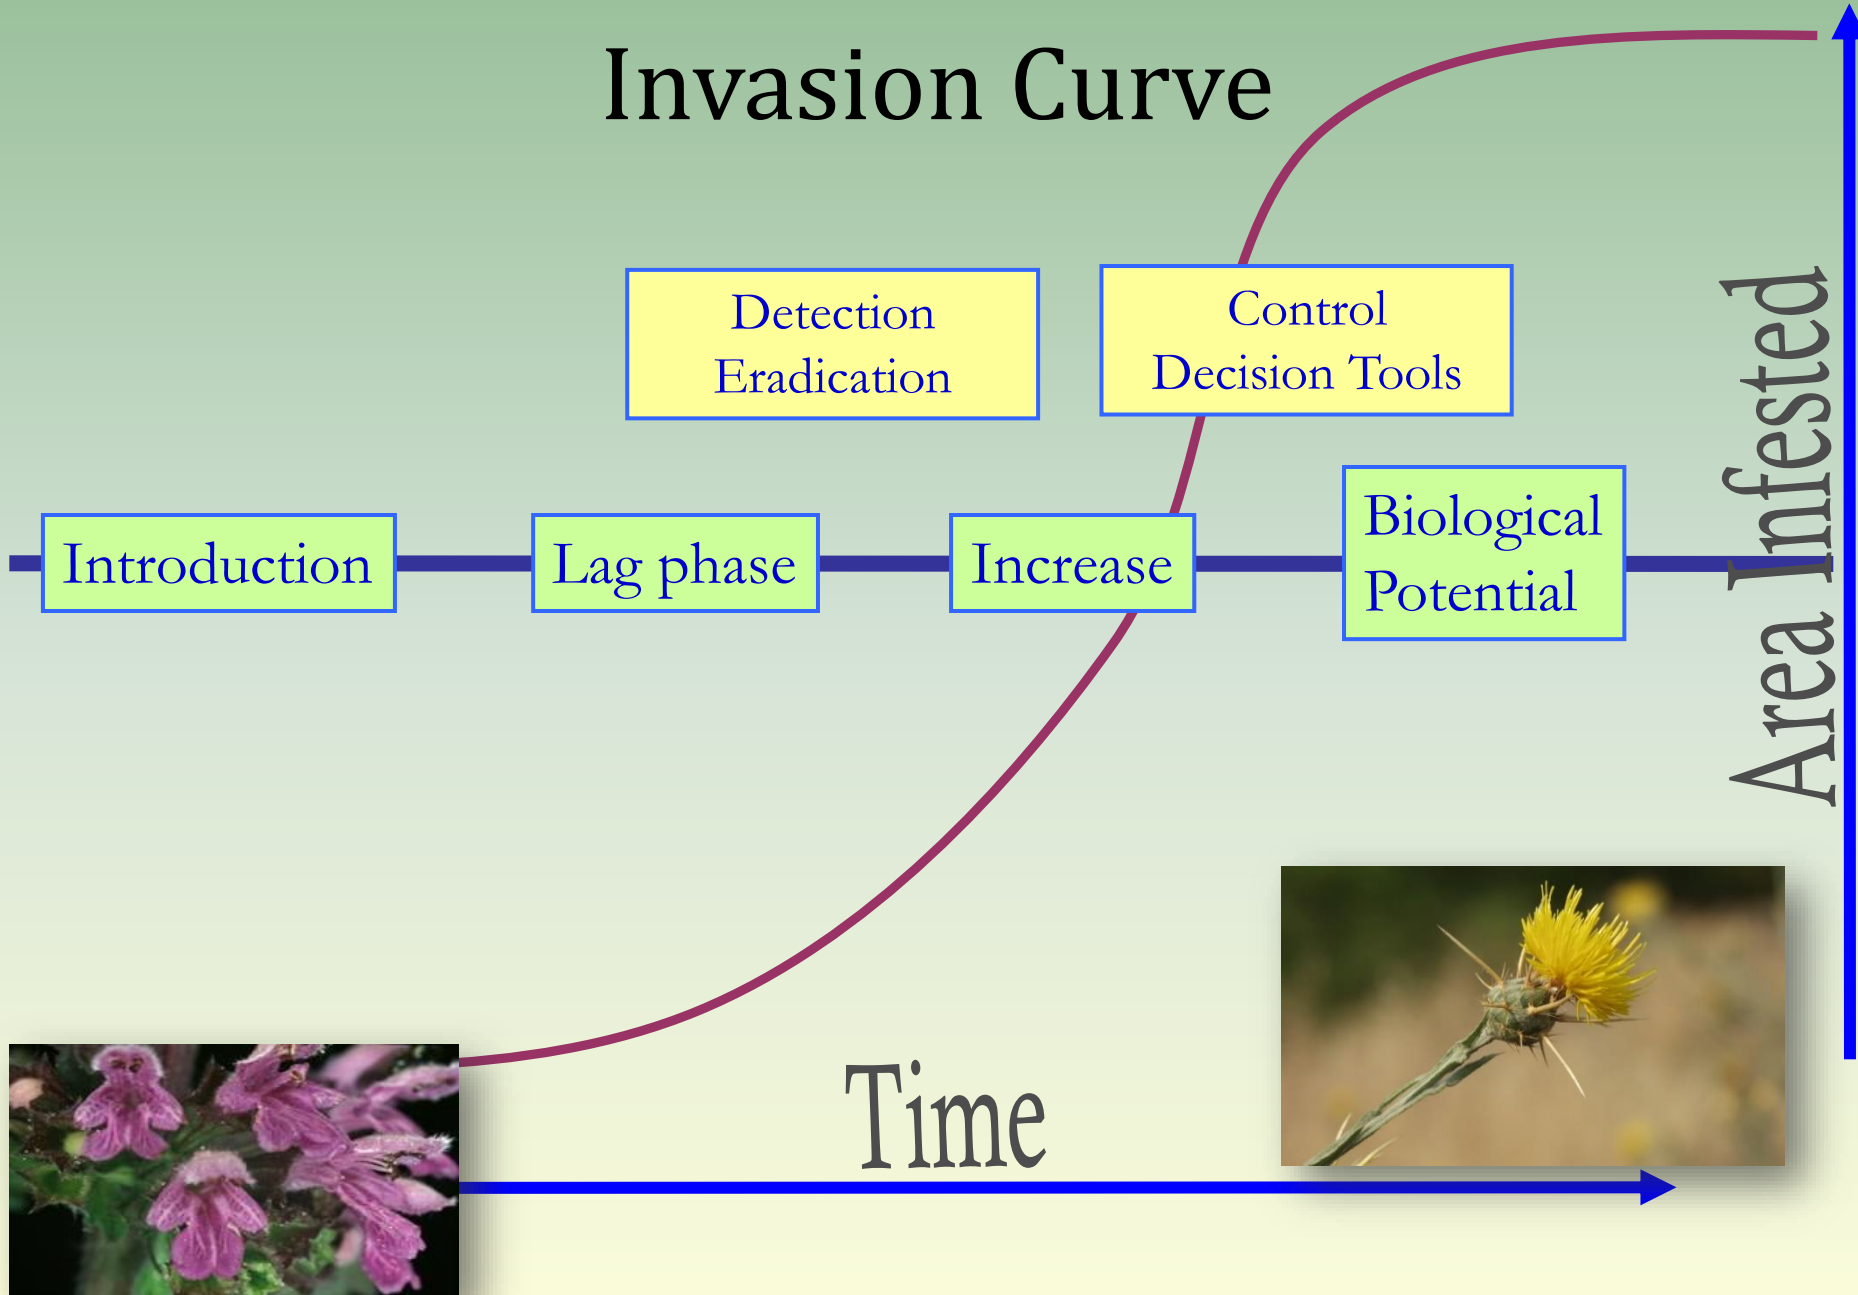 Invasion Curve
Detection
Eradication
Control
Decision Tools
Introduction
Lag phase
Increase
Biological
Potential
Area Infested
Time